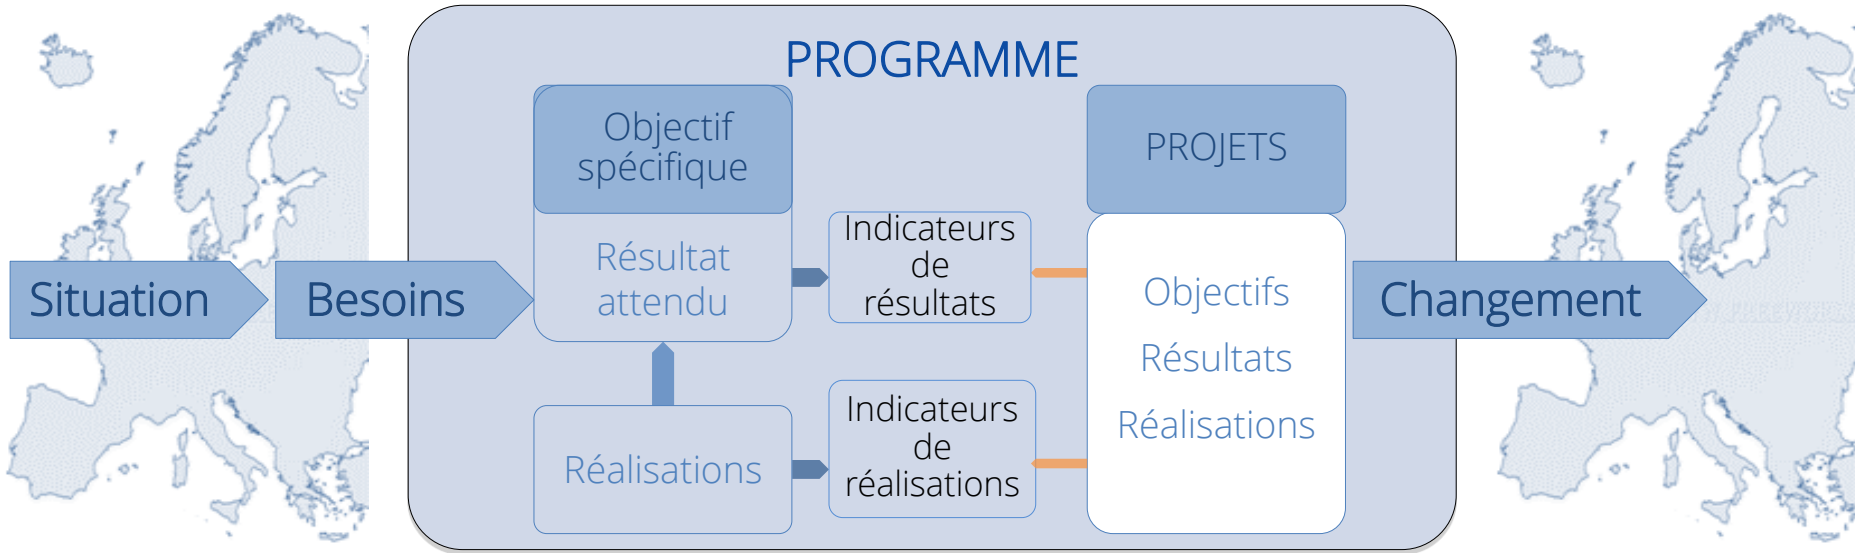 PROGRAMME
Situation
Besoins
Objectif
spécifique
Résultat
attendu
Réalisations
Indicateurs
de
résultats
Indicateurs
de
réalisations
PROJETS
Objectifs
Résultats
Réalisations
Changement